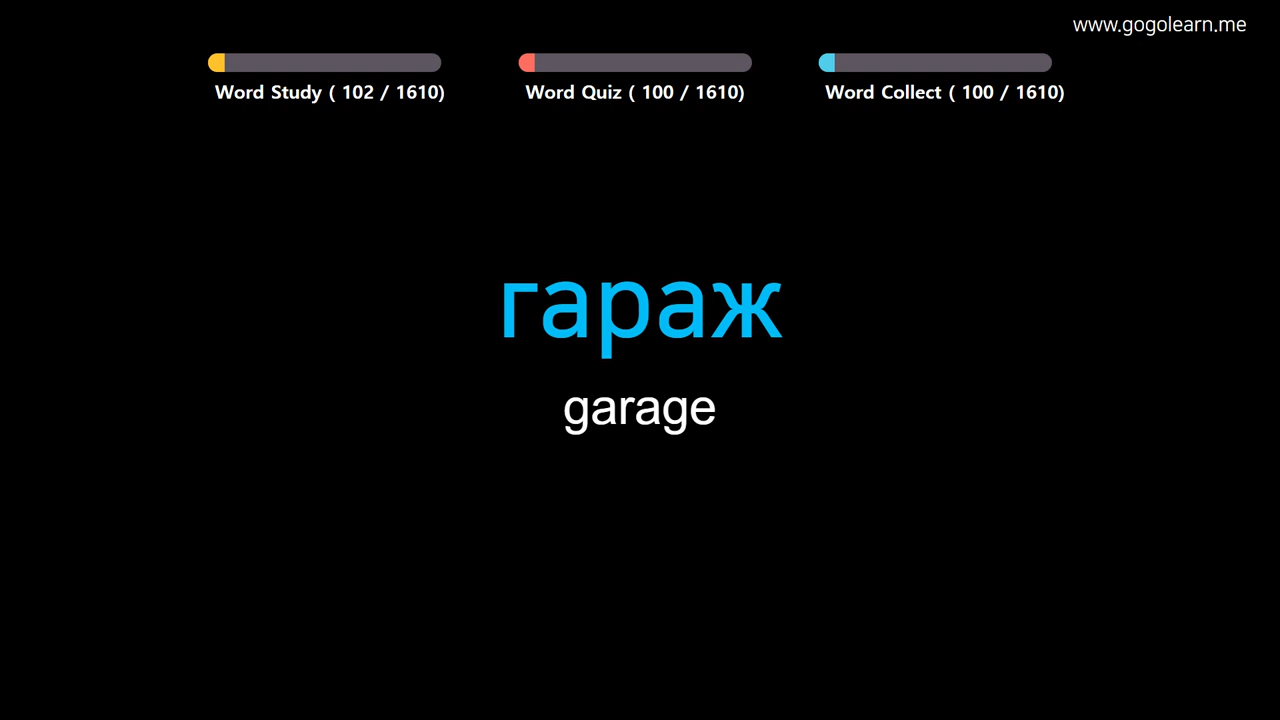 www.gogolearn.me
Word Study ( 102 / 1610)
Word Quiz ( 100 / 1610)
Word Collect ( 100 / 1610)
гараж
garage